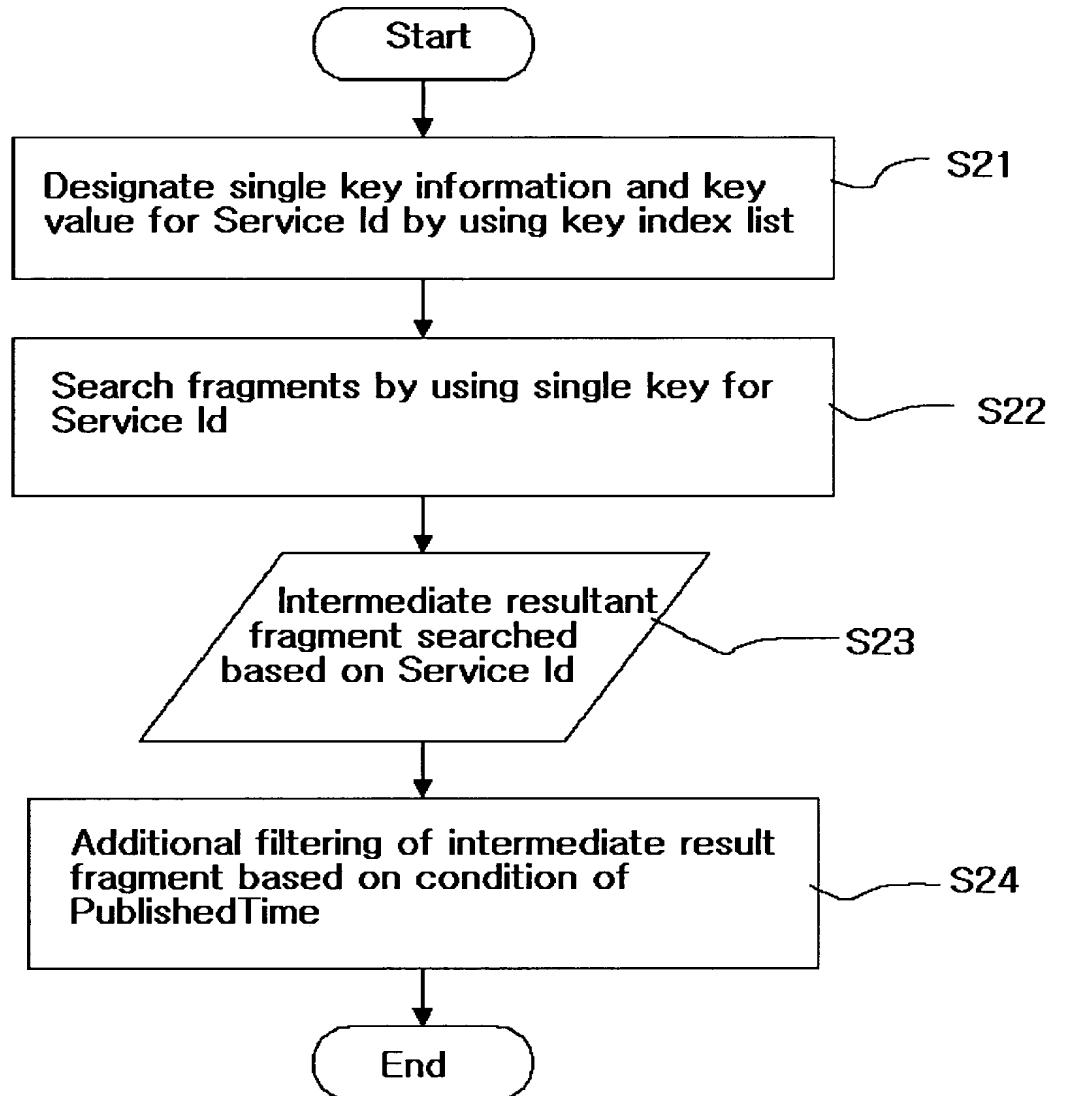 Start
Designate single key information and key
value for Service Id by using key index list
S21
Search fragments by using single key for
Service Id
S22
Intermediate resultant
fragment searched
based on Service Id
S23
Additional filtering of intermediate result
fragment based on condition of
PublishedTime
S24
End